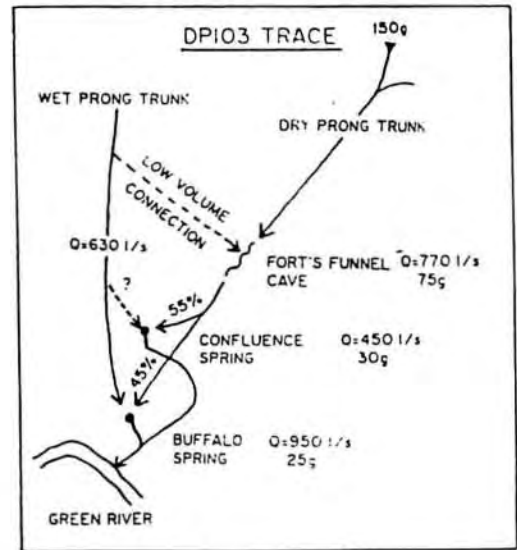 DP103 TRACE
150g
WET PRONG TRUNK
DRY PRONG TRUNK
LOW VOLUME
CONNECTION
Q=630 l/s
FORT'S FUNNEL Q=770 l/s
CAVE 75g
?
55%
CONFLUENCE Q=450 l/s
SPRING 30g
45%
BUFFALO Q=950 l/s
SPRING 25g
GREEN RIVER